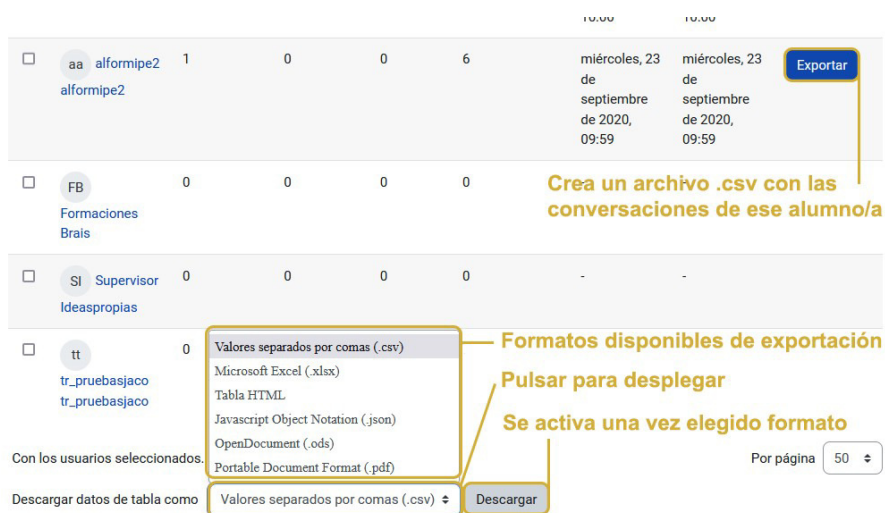 10:00 10:00
aa alformipe2 1 0 0 6 miércoles, 23 miércoles, 23 Exportar
alformipe2 de de
septiembre septiembre
de 2020, de 2020,
09:59 09:59
FB 0 0 0 0 - -
Formaciones
Brais
Crea un archivo .csv con las
conversaciones de ese alumno/a
SI Supervisor 0 0 0 0 - -
Ideaspropias
tt 0
tr_pruebasjaco
tr_pruebasjaco
Valores separados por comas (.csv)
Microsoft Excel (.xlsx)
Tabla HTML
Javascript Object Notation (.json)
OpenDocument (.ods)
Portable Document Format (.pdf)
Formatos disponibles de exportación
Pulsar para desplegar
Se activa una vez elegido formato
Con los usuarios seleccionados. Por página 50
Descargar datos de tabla como Valores separados por comas (.csv) Descargar